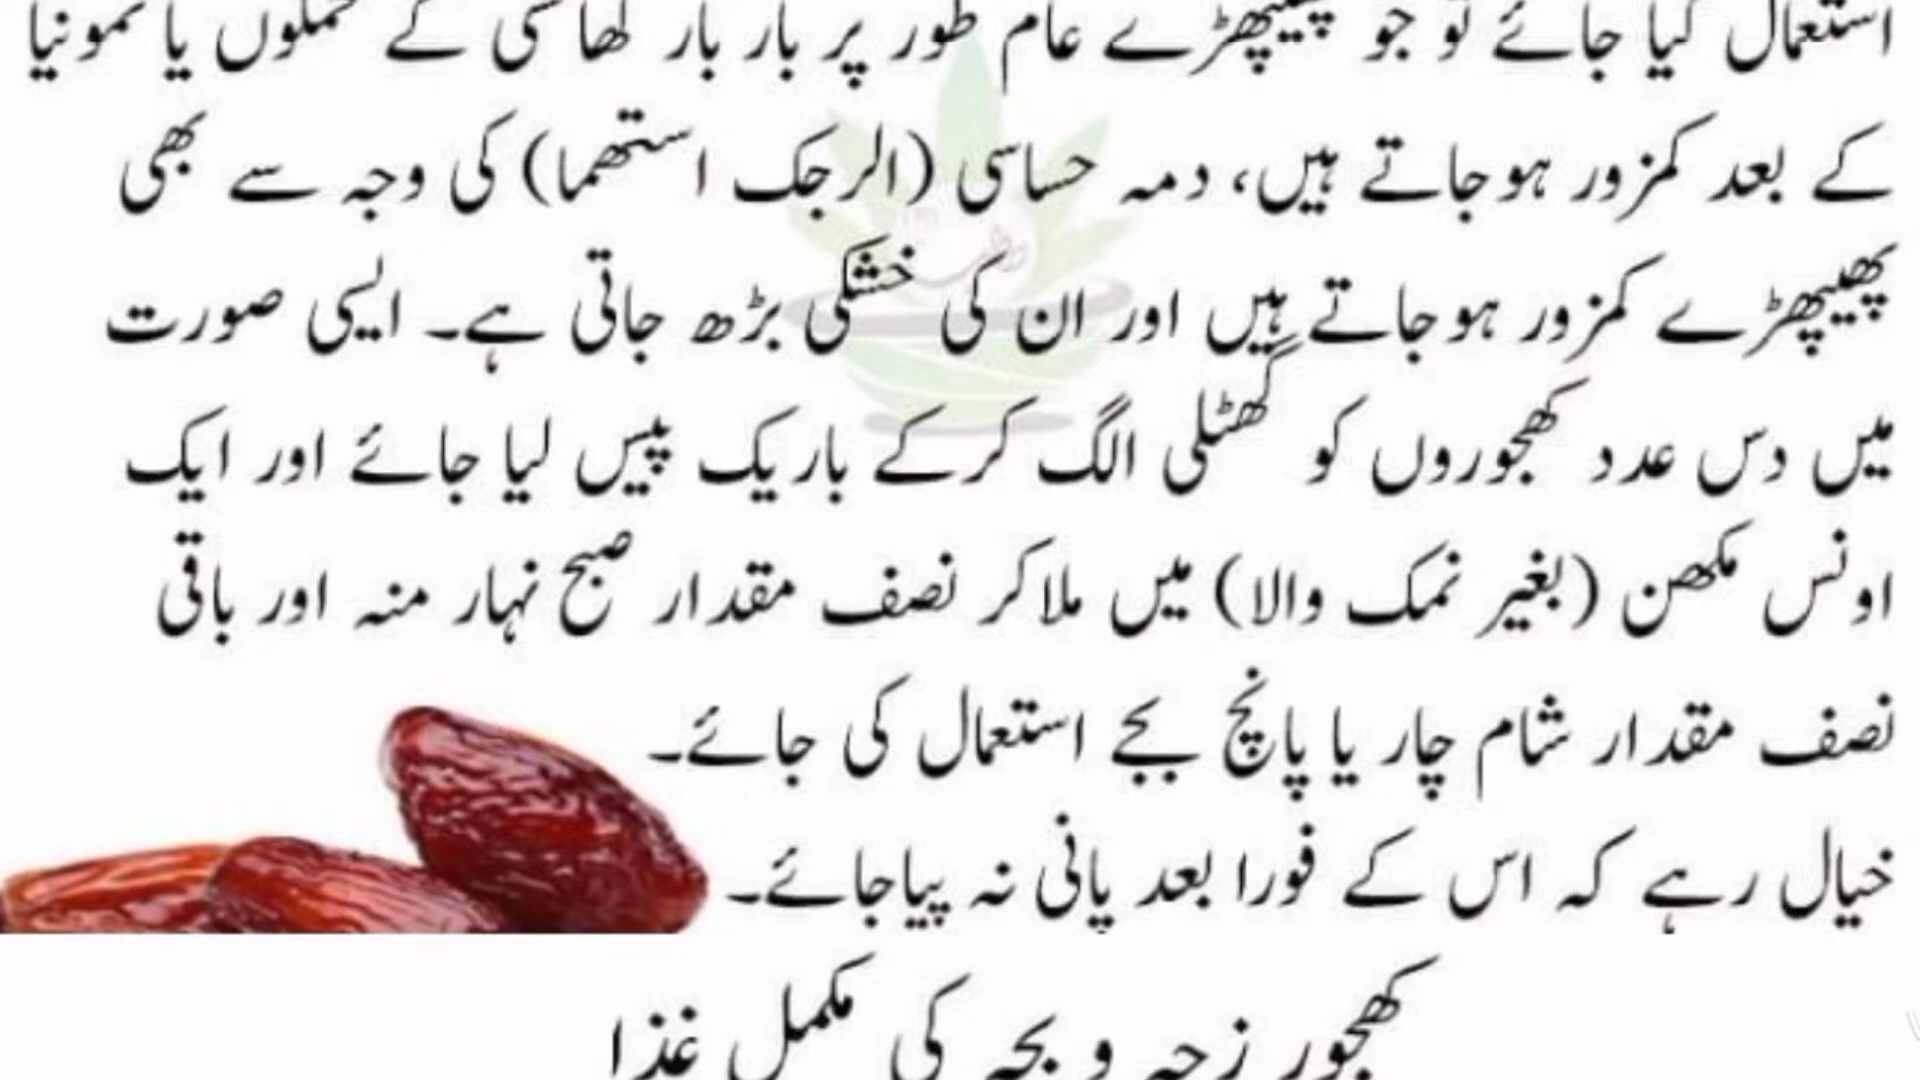 استعمال کیا جائے تو جو پھیپھڑے عام طور پر بار بار کھانسی کے حملوں یا نمونیا
کے بعد کمزور ہوجاتے ہیں، دمہ حساسی (الرجک استھما) کی وجہ سے بھی
پھیپھڑے کمزور ہوجاتے ہیں اور ان کی خشکی بڑھ جاتی ہے۔ ایسی صورت
میں دس عدد کھجوروں کو گھٹلی الگ کرکے باریک پیس لیا جائے اور ایک
اونس مکھن (بغیر نمک والا) میں ملاکر نصف مقدار صبح نہار منہ اور باقی
نصف مقدار شام چار یا پانچ بجے استعمال کی جائے۔
خیال رہے کہ اس کے فورا بعد پانی نہ پیاجائے۔
کھجور زچہ و بچہ کی مکمل غذا